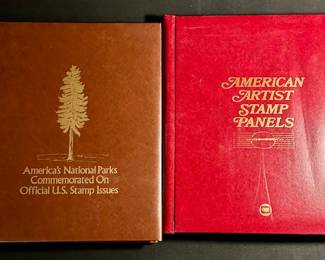 America's National Parks
Commemorated On
Official U.S. Stamp Issues
AMERICAN
ARTIST
STAMP
PANELS